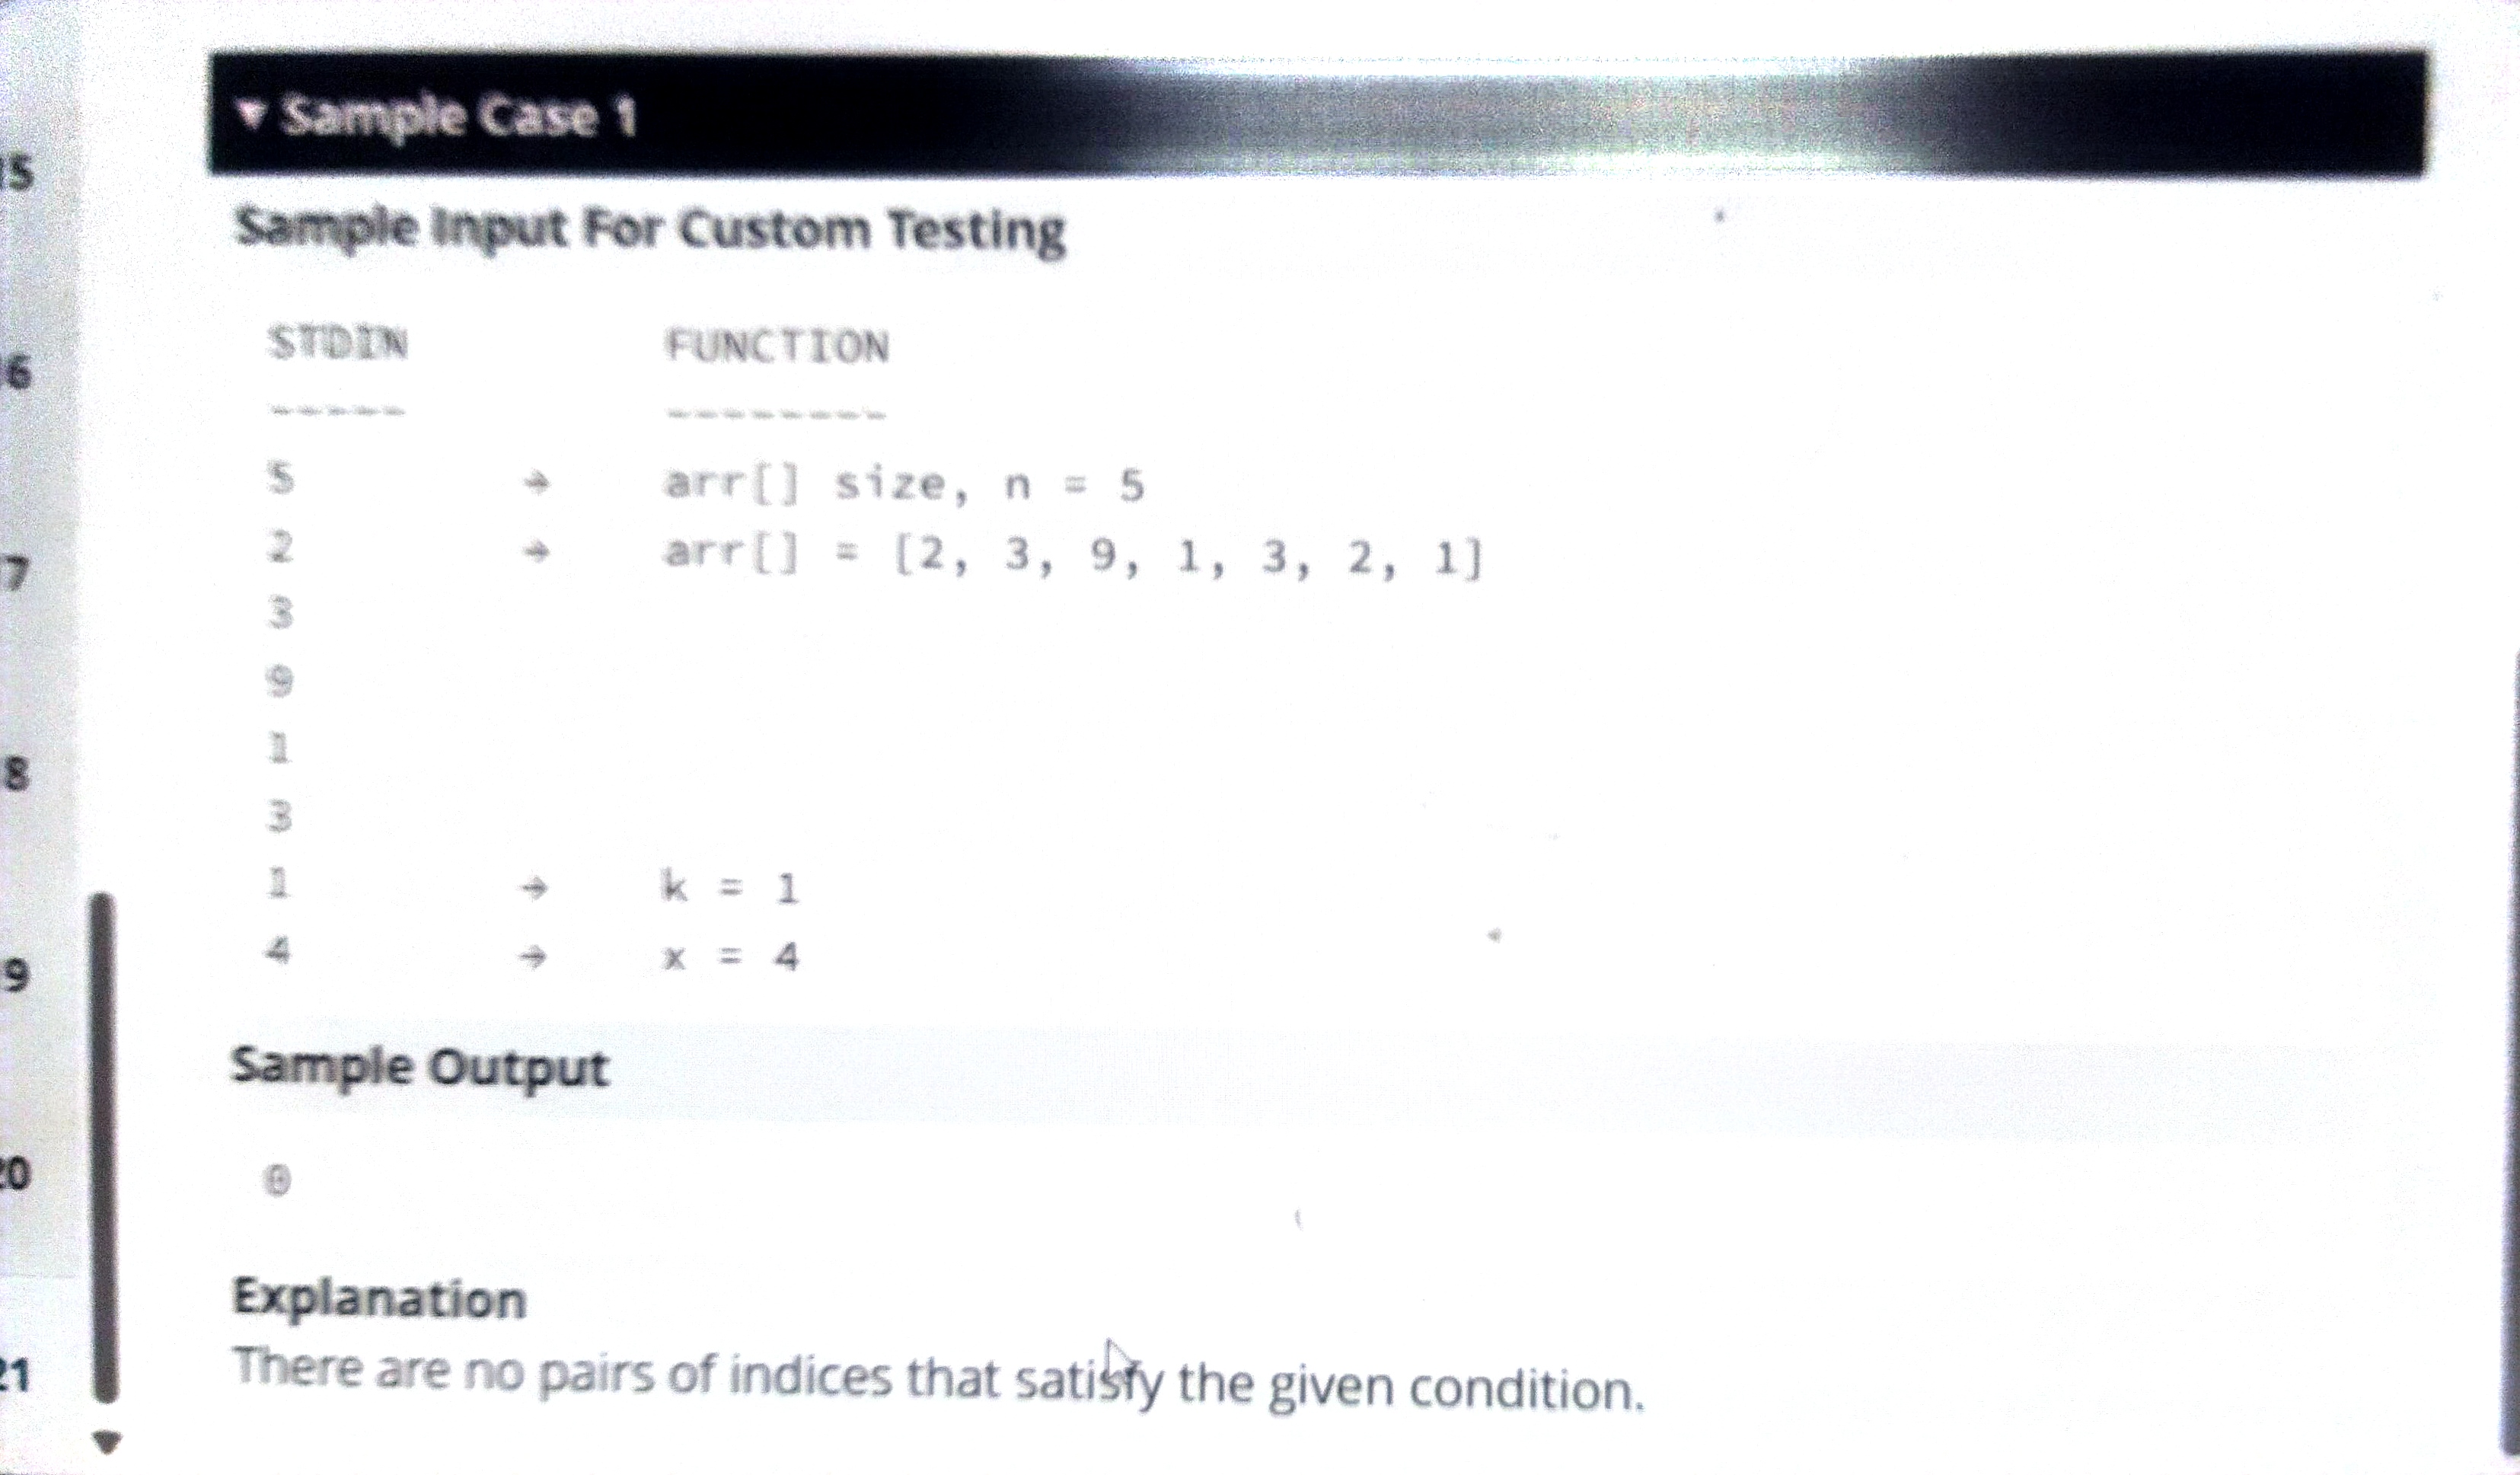 ▼ Sample Case 1
Sample Input For Custom Testing
STDIN FUNCTION
----- --------
5 → arr[] size, n = 5
2 → arr[] = [2, 3, 9, 1, 3, 2, 1]
3
9
1
3
1 → k = 1
4 → x = 4
Sample Output
0
Explanation
There are no pairs of indices that satisfy the given condition.
15
16
17
18
19
20
21